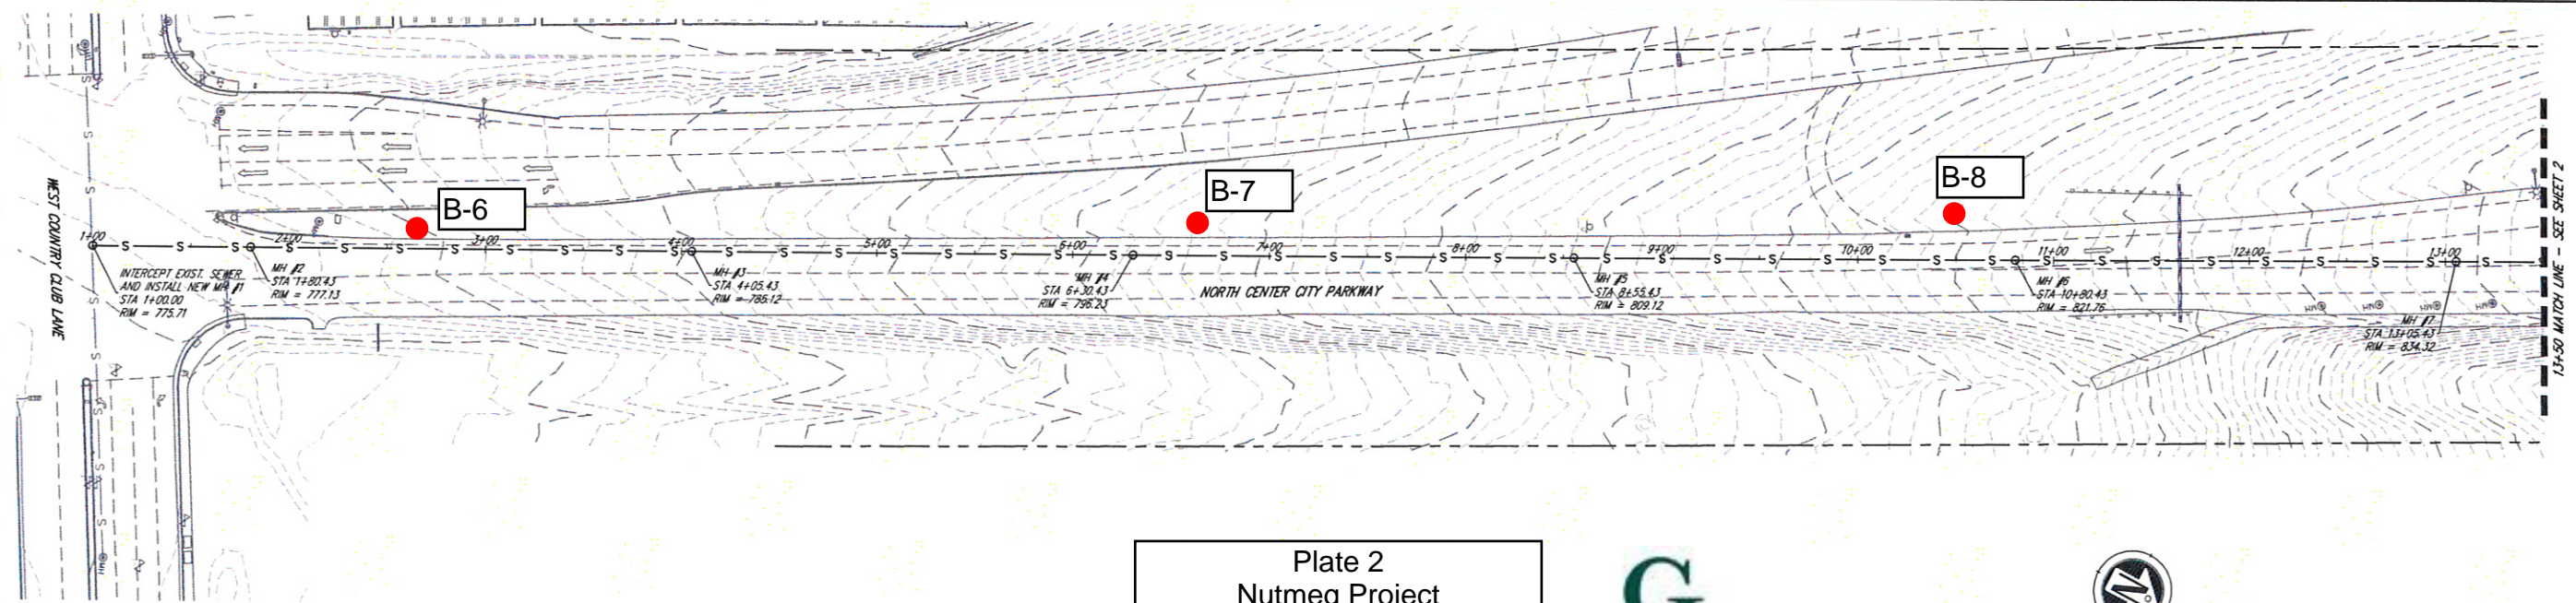 B-6
B-7
B-8
WEST COUNTRY CLUB LANE
1+00
2+00
3+00
4+00
5+00
6+00
7+00
8+00
9+00
10+00
11+00
12+00
13+00
INTERCEPT EXIST. SEWER
AND INSTALL NEW MH #1
STA 1+00.00
RIM = 775.71
MH #2
STA 1+80.43
RIM = 777.13
MH #3
STA 4+05.43
RIM = 785.12
MH #4
STA 6+30.43
RIM = 796.23
NORTH CENTER CITY PARKWAY
MH #5
STA 8+55.43
RIM = 809.12
MH #6
STA 10+80.43
RIM = 821.76
MH #7
STA 13+05.43
RIM = 834.32
13+50 MATCH LINE - SEE SHEET 2
Plate 2
Nutmeg Project
G
N